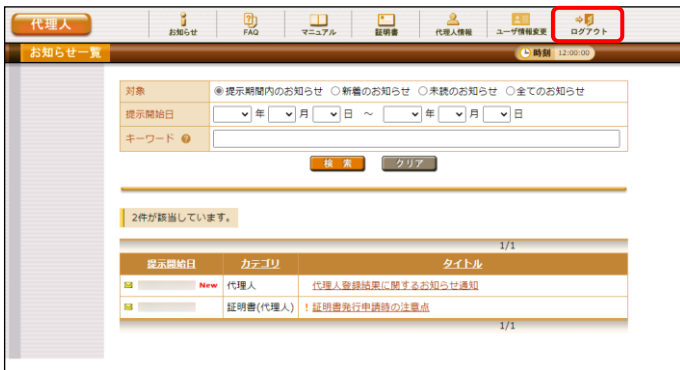 代理人
お知らせ
FAQ
マニュアル
証明書
代理人情報
ユーザ情報変更
ログアウト
お知らせ一覧
時刻 12:00:00
対象 提示期間内のお知らせ 新着のお知らせ 未読のお知らせ 全てのお知らせ
提示開始日 年 月 日 ～ 年 月 日
キーワード ?
検 索 クリア
2件が該当しています。
1/1
提示開始日 カテゴリ タイトル
New 代理人 代理人登録結果に関するお知らせ通知
証明書(代理人) ! 証明書発行申請時の注意点
1/1